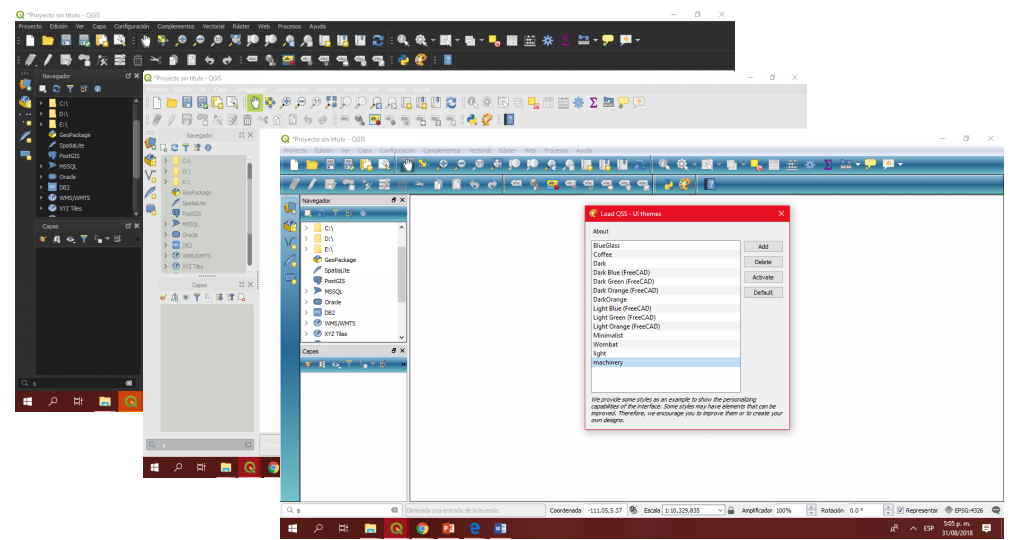 *Proyecto sin título - QGIS
Proyecto Edición Ver Capa Configuración Complementos Vectorial Ráster Web Procesos Ayuda
Navegador
C:\
D:\
E:\
GeoPackage
SpatiaLite
PostGIS
MSSQL
Oracle
DB2
WMS/WMTS
XYZ Tiles
Capas
s
*Proyecto sin título - QGIS
Navegador
C:\
D:\
E:\
GeoPackage
SpatiaLite
PostGIS
MSSQL
Oracle
DB2
WMS/WMTS
XYZ Tiles
Capas
s
*Proyecto sin título - QGIS
Proyecto Edición Ver Capa Configuración Complementos Vectorial Ráster Web Procesos Ayuda
Navegador
C:\
D:\
E:\
GeoPackage
SpatiaLite
PostGIS
MSSQL
Oracle
DB2
WMS/WMTS
XYZ Tiles
Capas
Load QSS - UI themes
About
BlueGlass
Coffee
Dark
Dark Blue (FreeCAD)
Dark Green (FreeCAD)
Dark Orange (FreeCAD)
DarkOrange
Light Blue (FreeCAD)
Light Green (FreeCAD)
Light Orange (FreeCAD)
Minimalist
Wombat
light
machinery
Add
Delete
Activate
Default
We provide some styles as an example to show the personalizing
capabilities of the interface. Some styles may have elements that can be
improved. Therefore, we encourage you to improve them or to create your
own designs.
s
Eliminada una entrada de la leyenda.
Coordenada -111.05,5.37 Escala 1:10,329,835 Amplificador 100% Rotación 0.0 ° Representar EPSG:4326
ESP
5:05 p. m.
31/08/2018